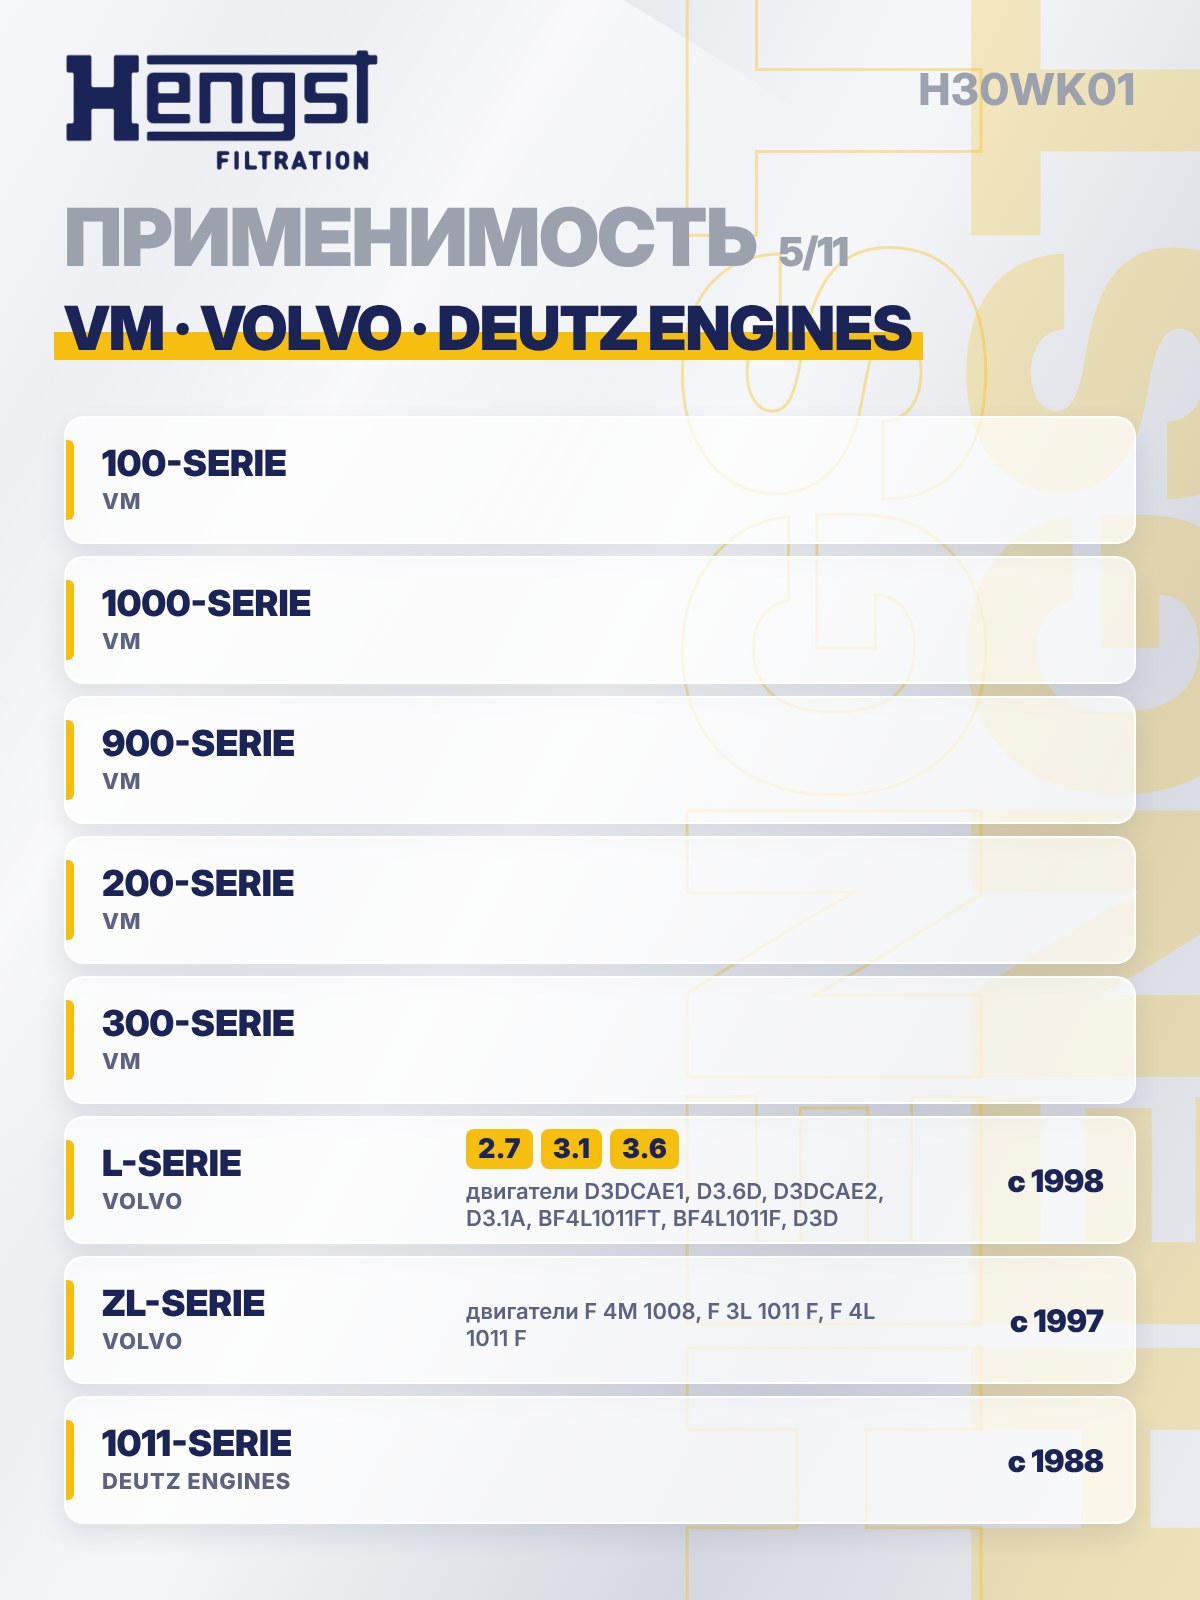 Hengst
FILTRATION
H30WK01
ПРИМЕНИМОСТЬ 5/11
VM · VOLVO · DEUTZ ENGINES
100-SERIE
VM
1000-SERIE
VM
900-SERIE
VM
200-SERIE
VM
300-SERIE
VM
L-SERIE
VOLVO
2.7 3.1 3.6
двигатели D3DCAE1, D3.6D, D3DCAE2,
D3.1A, BF4L1011FT, BF4L1011F, D3D
с 1998
ZL-SERIE
VOLVO
двигатели F 4M 1008, F 3L 1011 F, F 4L
1011 F
с 1997
1011-SERIE
DEUTZ ENGINES
с 1988
HENGST
HENGST